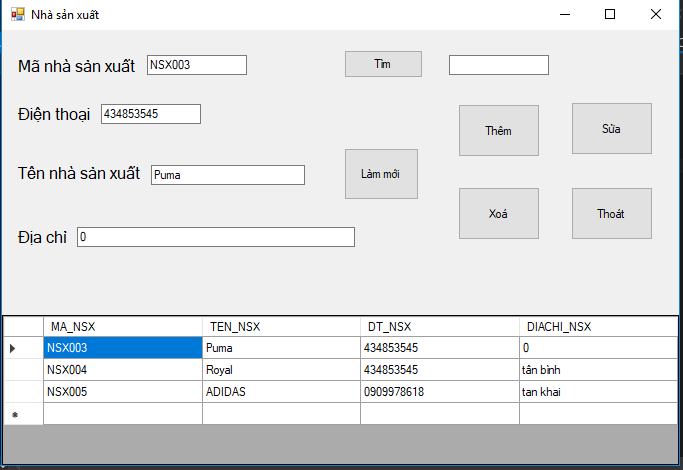 Nhà sản xuất
Mã nhà sản xuất NSX003 Tìm
Điện thoại 434853545 Thêm Sửa
Tên nhà sản xuất Puma Làm mới
Xoá Thoát
Địa chỉ 0
MA_NSX TEN_NSX DT_NSX DIACHI_NSX
NSX003 Puma 434853545 0
NSX004 Royal 434853545 tân bình
NSX005 ADIDAS 0909978618 tan khai